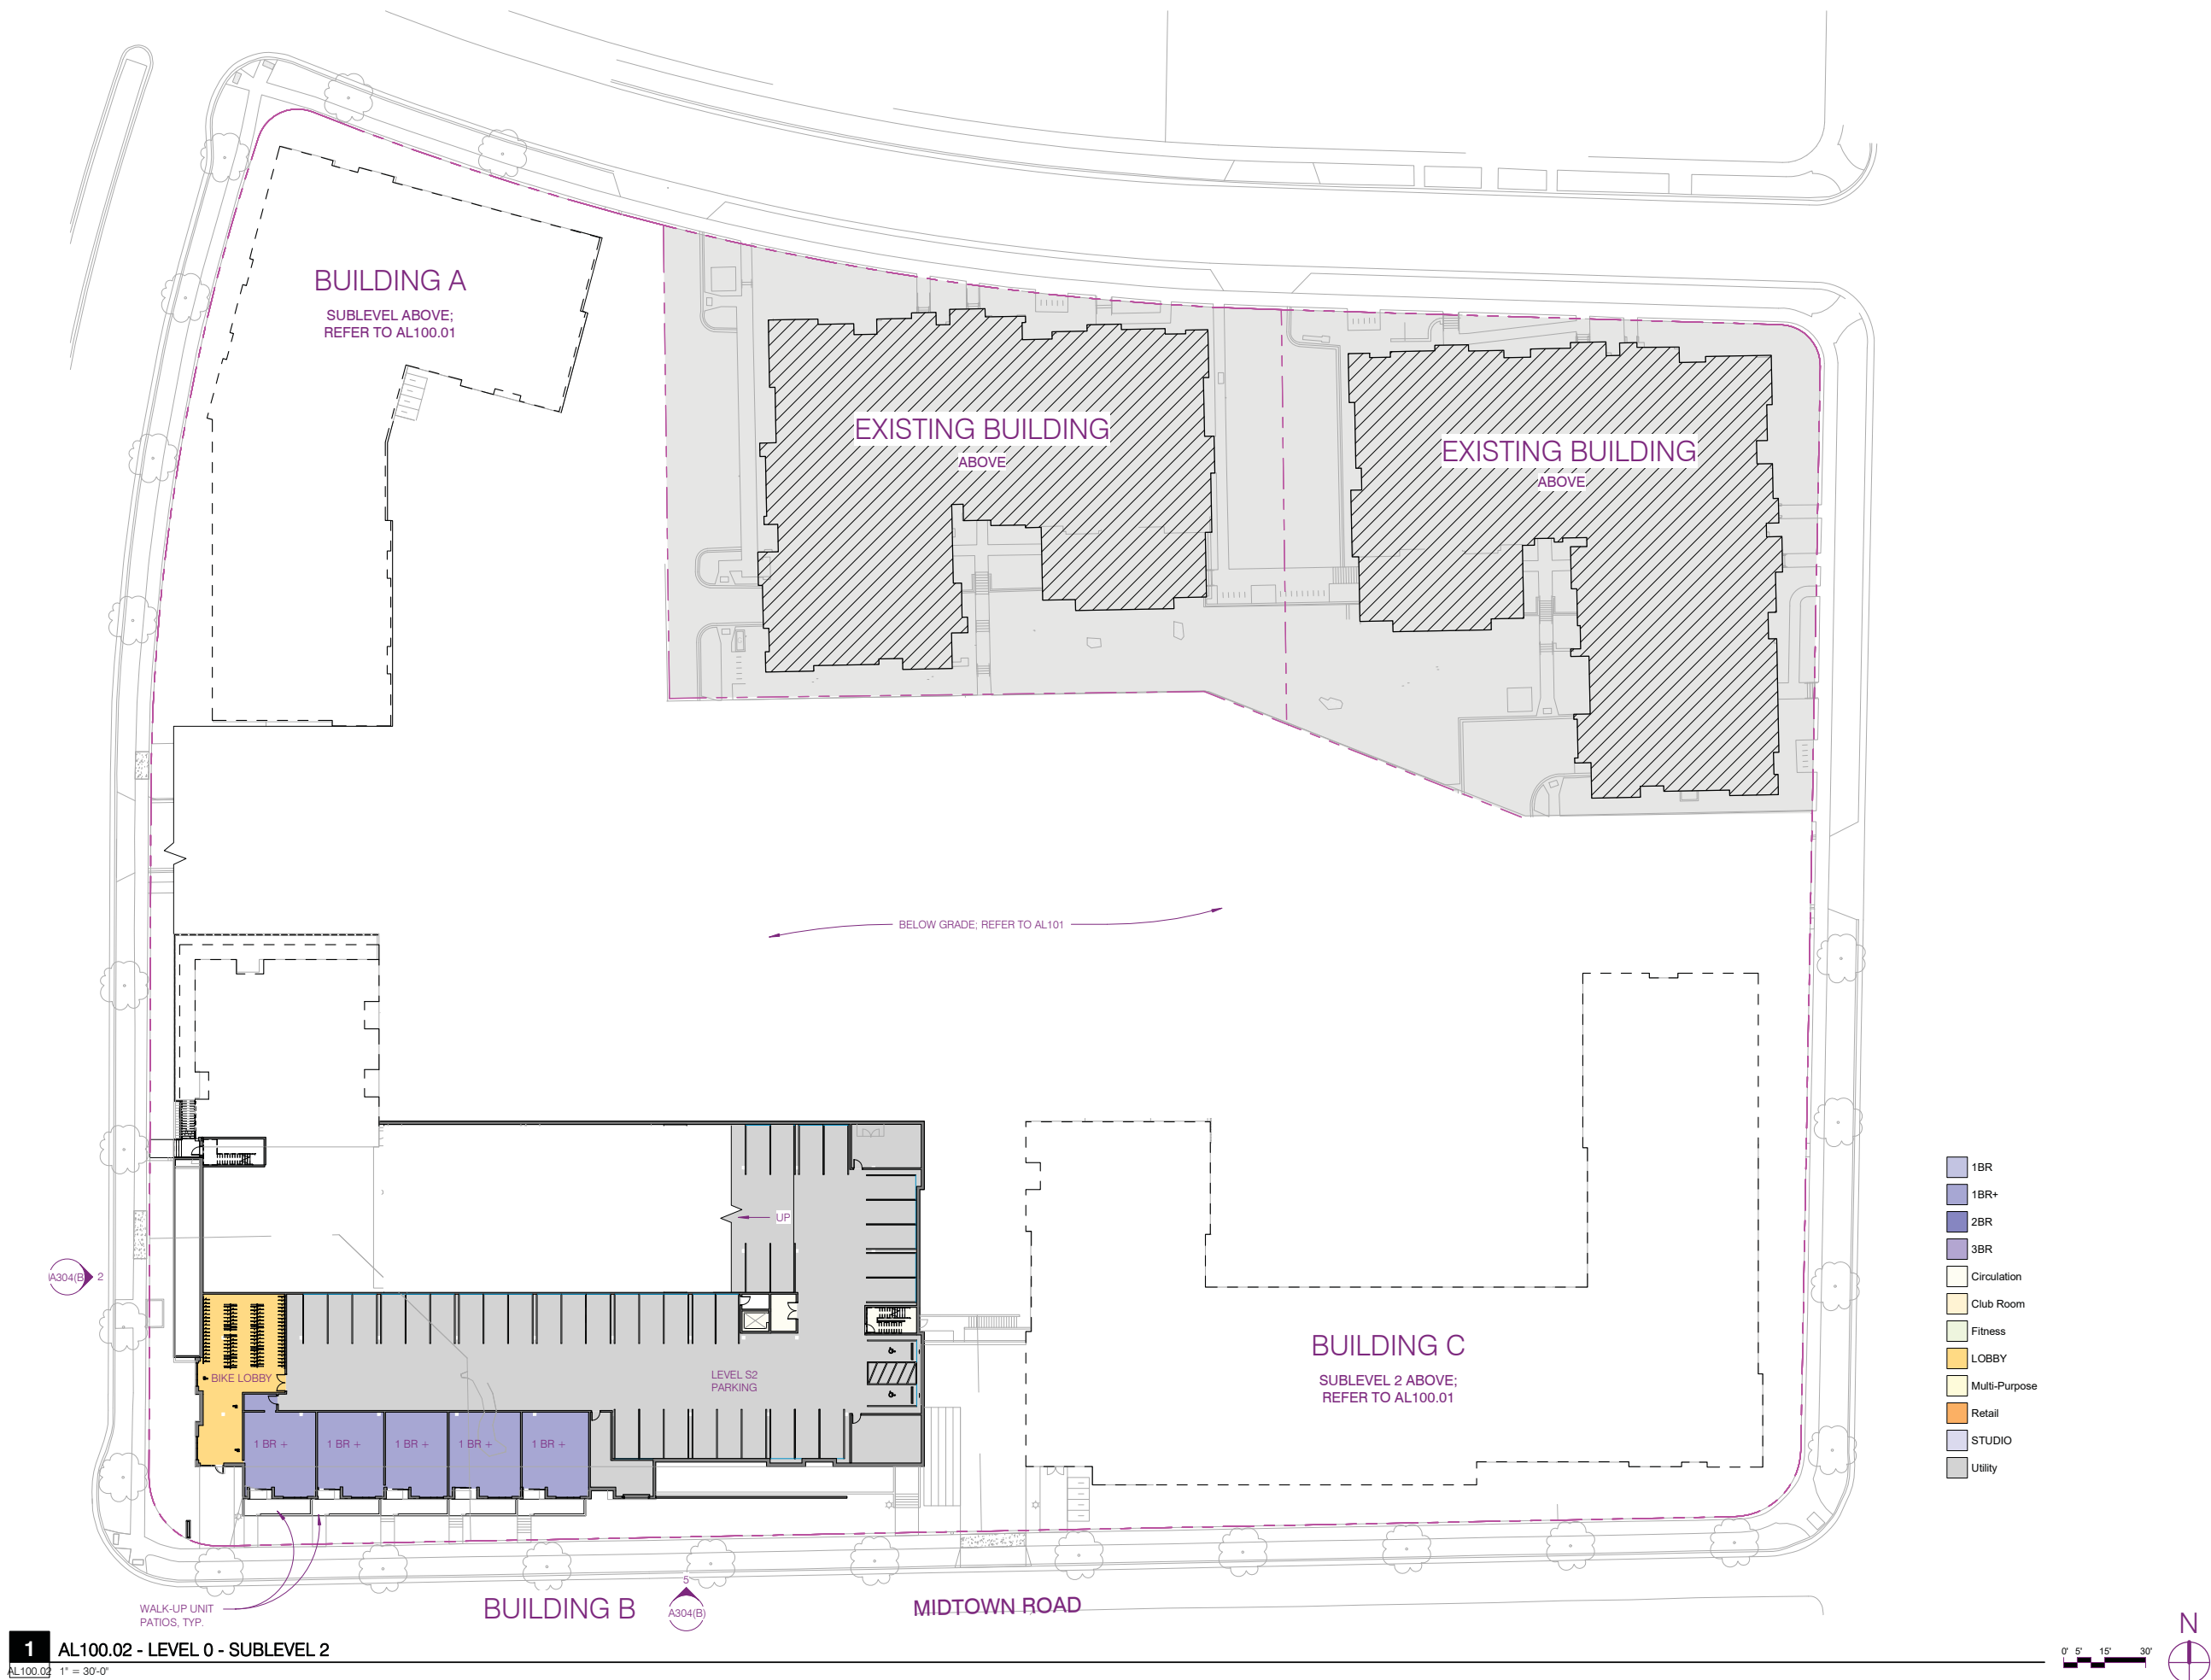 BUILDING A
SUBLEVEL ABOVE;
REFER TO AL100.01
EXISTING BUILDING
ABOVE
EXISTING BUILDING
ABOVE
BELOW GRADE; REFER TO AL101
UP
A304(B)
2
BIKE LOBBY
LEVEL S2
PARKING
1 BR +
1 BR +
1 BR +
1 BR +
1 BR +
BUILDING C
SUBLEVEL 2 ABOVE;
REFER TO AL100.01
1BR
1BR+
2BR
3BR
Circulation
Club Room
Fitness
LOBBY
Multi-Purpose
Retail
STUDIO
Utility
WALK-UP UNIT
PATIOS, TYP.
BUILDING B
5
A304(B)
MIDTOWN ROAD
1
AL100.02 - LEVEL 0 - SUBLEVEL 2
AL100.02
1" = 30'-0"
0' 5' 15' 30'
N